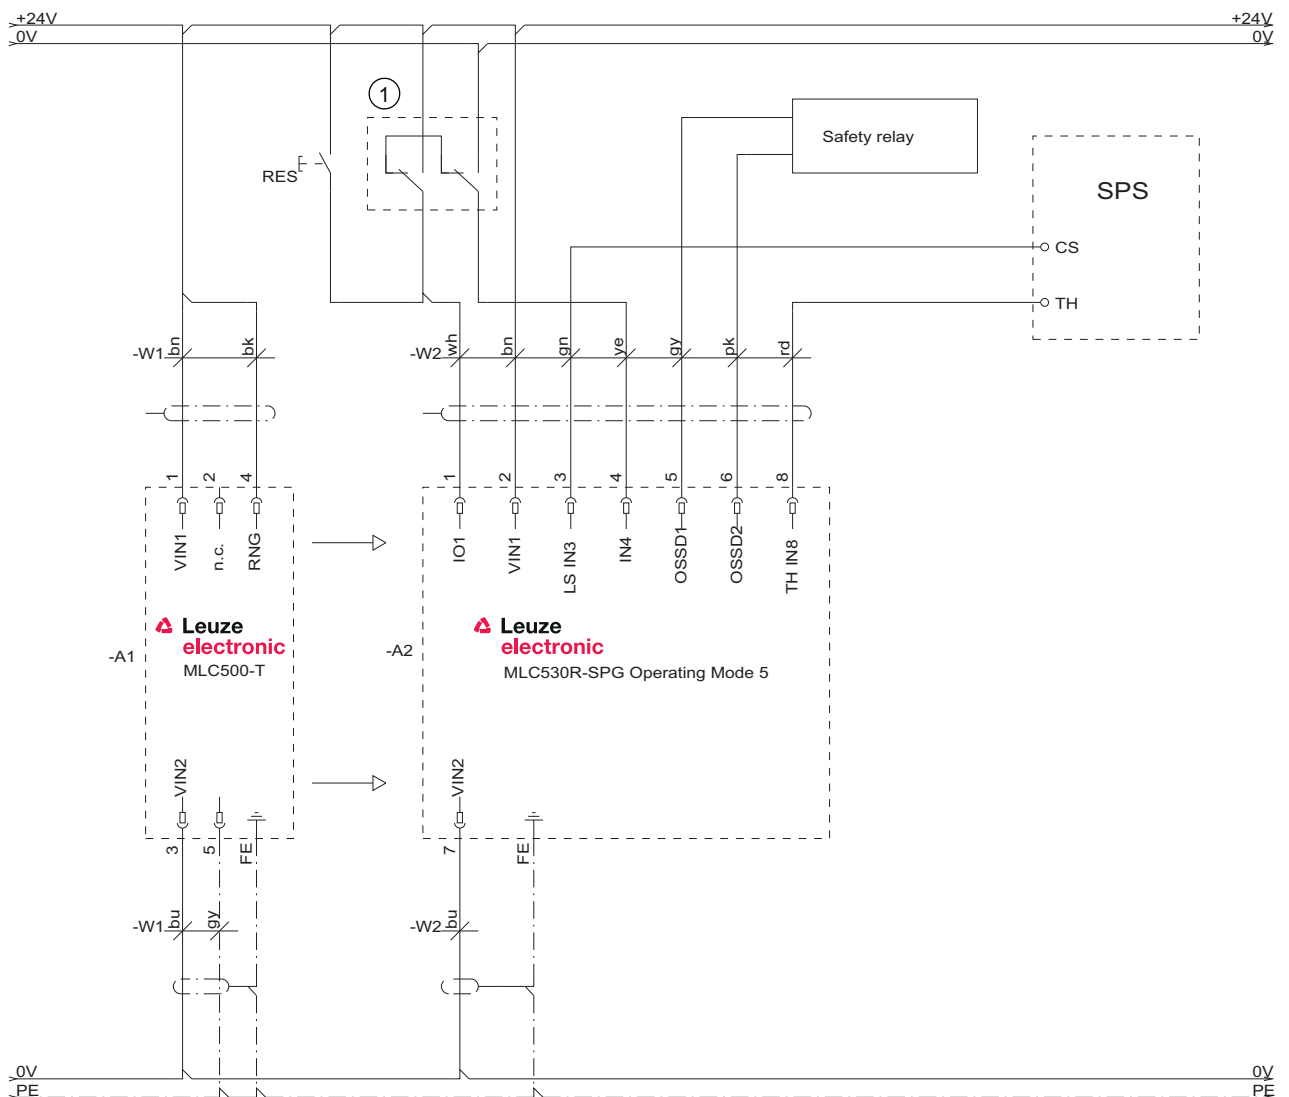 +24V
+24V
0V
0V
1
Safety relay
RES
SPS
CS
TH
-W1
bn
bk
-W2
wh
bn
gn
ye
gy
pk
rd
1
2
4
1
2
3
4
5
6
8
VIN1
n.c.
RNG
IO1
VIN1
LS IN3
IN4
OSSD1
OSSD2
TH IN8
Leuze
electronic
MLC500-T
-A1
Leuze
electronic
MLC530R-SPG Operating Mode 5
-A2
VIN2
VIN2
3
5
FE
7
FE
-W1
bu
gy
-W2
bu
0V
0V
PE
PE